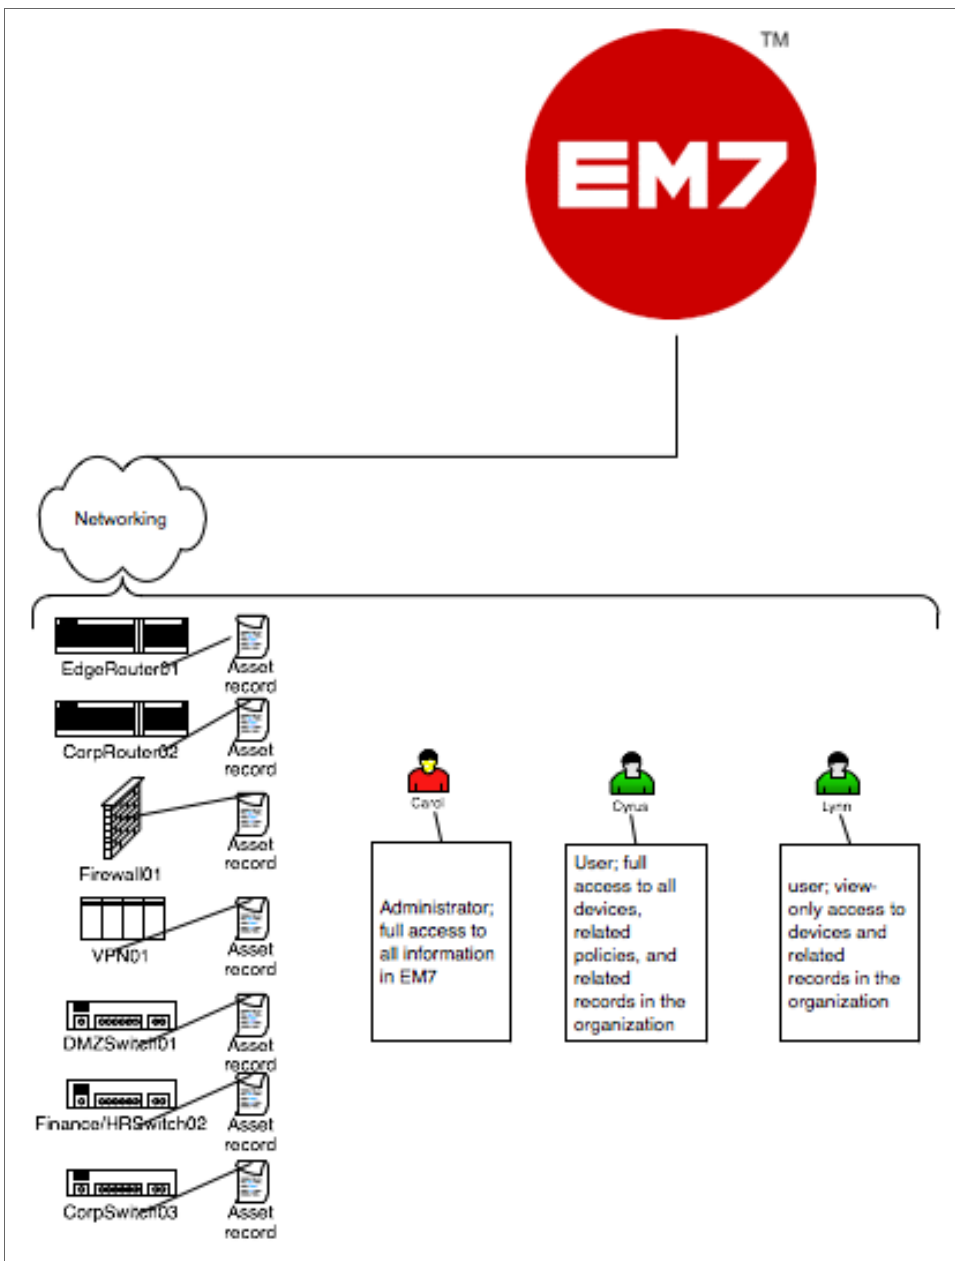 TM
EM7
Networking
EdgeRouter01
Asset
record
CorpRouter02
Asset
record
Firewall01
Asset
record
VPN01
Asset
record
DMZSwitch01
Asset
record
Finance/HRSwitch02
Asset
record
CorpSwitch03
Asset
record
Carol
Administrator;
full access to
all information
in EM7
Cyrus
User; full
access to all
devices,
related
policies, and
related
records in the
organization
Lynn
user; view-
only access to
devices and
related
records in the
organization